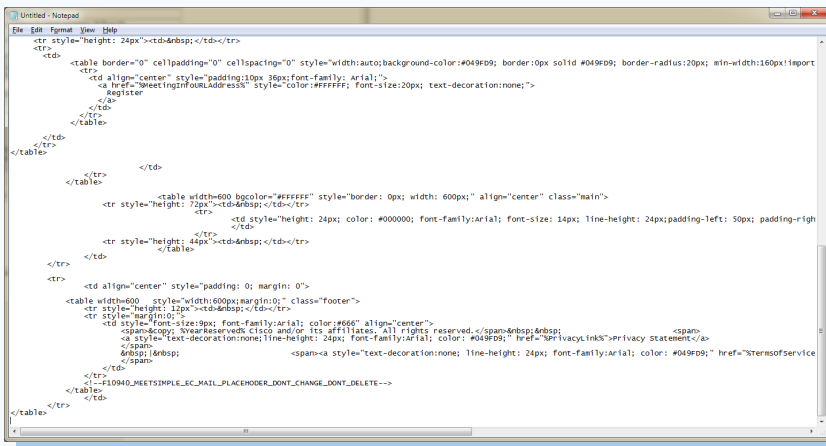 Untitled - Notepad
File Edit Format View Help
<tr style="height: 24px"><td>&nbsp;</td></tr>
<tr>
<td>
<table border="0" cellpadding="0" cellspacing="0" style="width:auto;background-color:#049FD9; border:0px solid #049FD9; border-radius:20px; min-width:160px!import
<tr>
<td align="center" style="padding:10px 36px;font-family: Arial;">
<a href="%MeetingInfoURLAddress%" style="color:#FFFFFF; font-size:20px; text-decoration:none;">
Register
</a>
</td>
</tr>
</table>
</td>
</tr>
</table>
</td>
</tr>
</table>
<table width=600 bgcolor="#FFFFFF" style="border: 0px; width: 600px;" align="center" class="main">
<tr style="height: 72px"><td>&nbsp;</td></tr>
<tr>
<td style="height: 24px; color: #000000; font-family:Arial; font-size: 14px; line-height: 24px;padding-left: 50px; padding-righ
</td>
</tr>
<tr style="height: 44px"><td>&nbsp;</td></tr>
</table>
</td>
</tr>
<tr>
<td align="center" style="padding: 0; margin: 0">
<table width=600 style="width:600px;margin:0;" class="footer">
<tr style="height: 12px"><td>&nbsp;</td></tr>
<tr style="margin:0;">
<td style="font-size:9px; font-family:Arial; color:#666" align="center">
<span>&copy; %YearReserved% Cisco and/or its affiliates. All rights reserved.</span>&nbsp;&nbsp; <span>
<a style="text-decoration:none;line-height: 24px; font-family:Arial; color: #049FD9;" href="%PrivacyLink%">Privacy Statement</a>
</span>
&nbsp;|&nbsp; <span><a style="text-decoration:none; line-height: 24px; font-family:Arial; color: #049FD9;" href="%TermsOfService
</span>
</td>
</tr>
<!--F10940_MEETSIMPLE_EC_MAIL_PLACEHODER_DONT_CHANGE_DONT_DELETE-->
</table>
</td>
</tr>
</table>